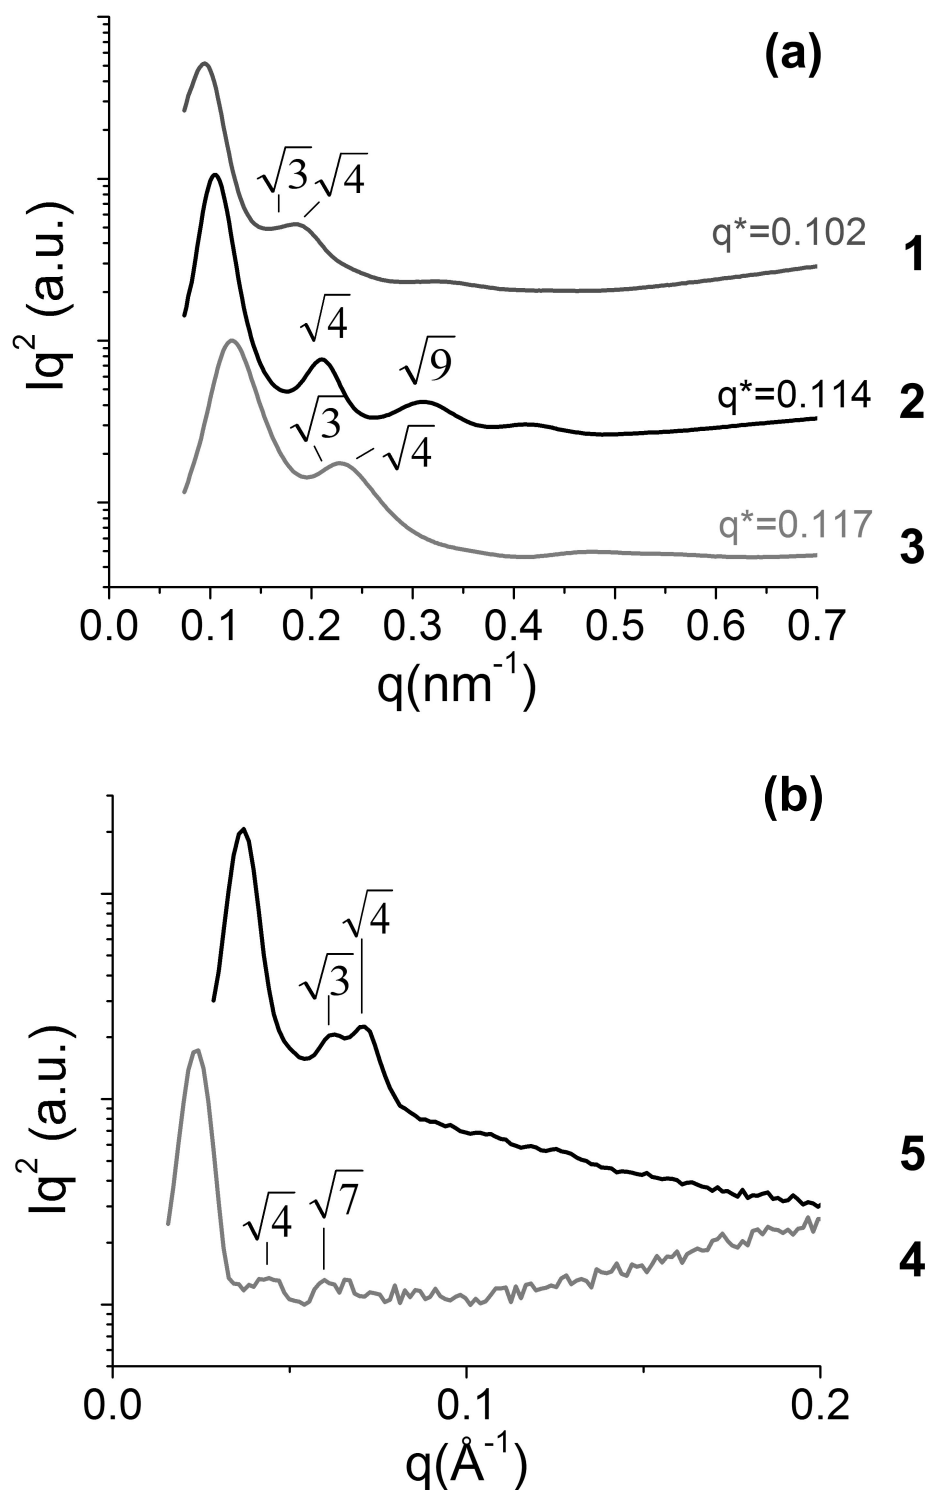 (a)
√3 √4
q*=0.102
1
√4
√9
q*=0.114
2
√3
√4
q*=0.117
3
Iq² (a.u.)
0.0 0.1 0.2 0.3 0.4 0.5 0.6 0.7
q(nm⁻¹)
(b)
√4
√3
5
√7
√4
4
Iq² (a.u.)
0.0 0.1 0.2
q(Å⁻¹)